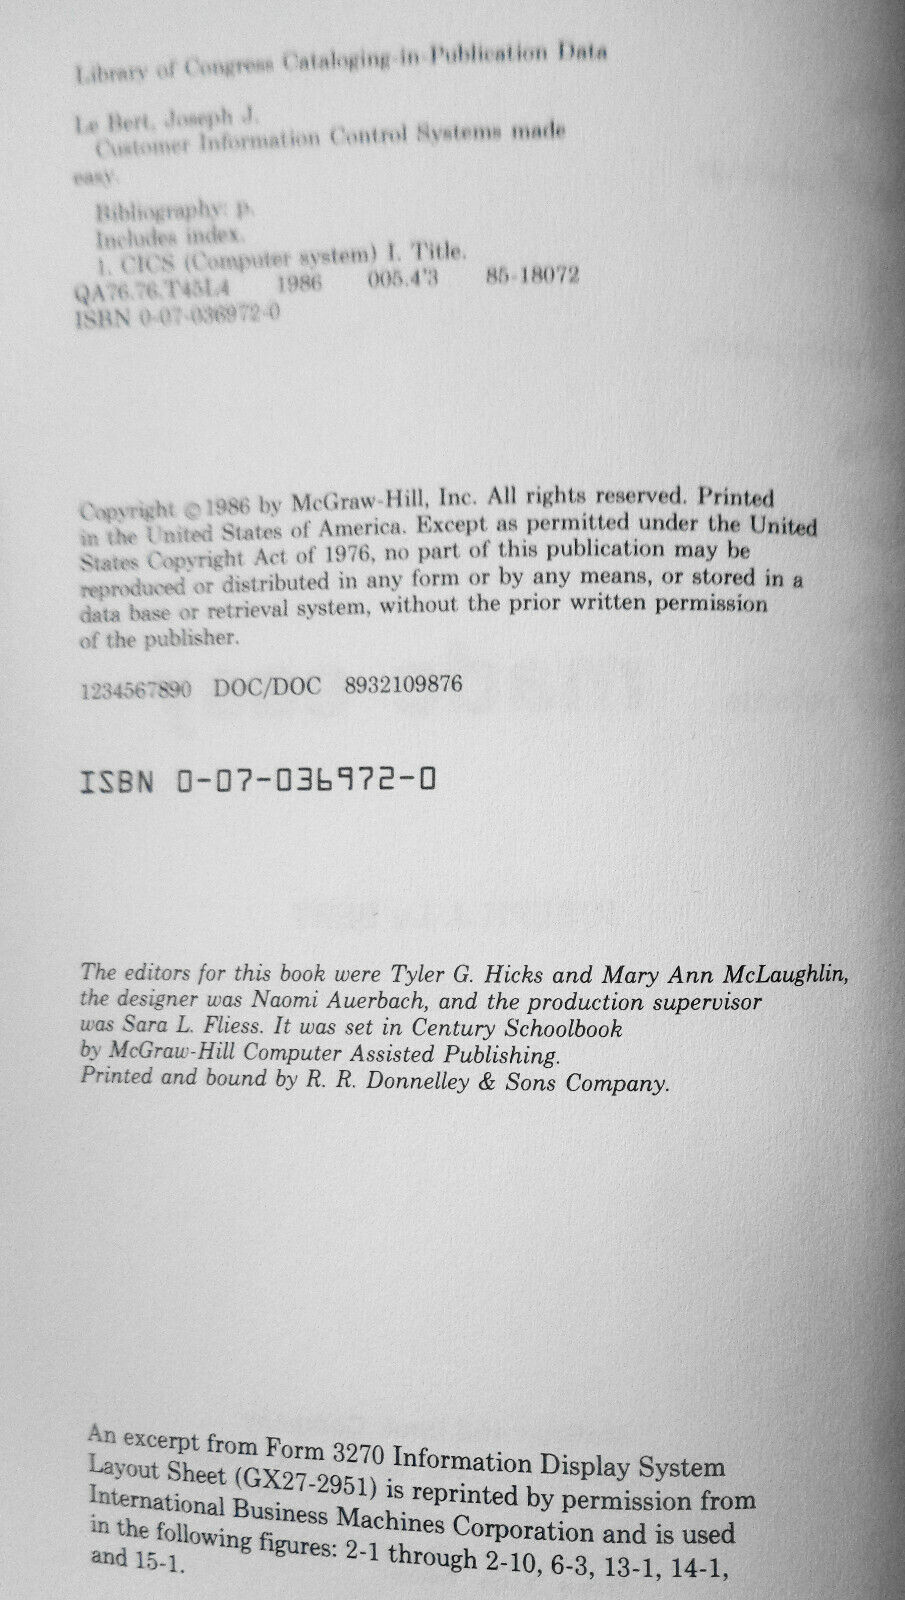 Library of Congress Cataloging in Publication Data
Le Bert, Joseph J.
Customer Information Control Systems made
easy.
Bibliography: p.
Includes index.
1. CICS (Computer system) I. Title.
QA76.76.T45L4 1986 005.4'3 85-18072
ISBN 0-07-036972-0
Copyright © 1986 by McGraw-Hill, Inc. All rights reserved. Printed
in the United States of America. Except as permitted under the United
States Copyright Act of 1976, no part of this publication may be
reproduced or distributed in any form or by any means, or stored in a
data base or retrieval system, without the prior written permission
of the publisher.
1234567890 DOC/DOC 8932109876
ISBN 0-07-036972-0
The editors for this book were Tyler G. Hicks and Mary Ann McLaughlin,
the designer was Naomi Auerbach, and the production supervisor
was Sara L. Fliess. It was set in Century Schoolbook
by McGraw-Hill Computer Assisted Publishing.
Printed and bound by R. R. Donnelley & Sons Company.
An excerpt from Form 3270 Information Display System
Layout Sheet (GX27-2951) is reprinted by permission from
International Business Machines Corporation and is used
in the following figures: 2-1 through 2-10, 6-3, 13-1, 14-1,
and 15-1.